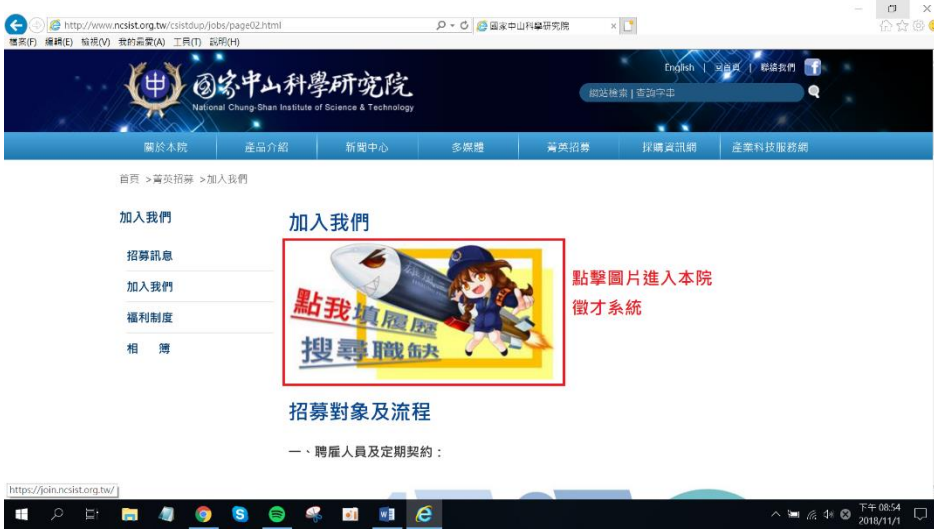 http://www.ncsist.org.tw/csistdup/jobs/page02.html
國家中山科學研究院
檔案(F) 編輯(E) 檢視(V) 我的最愛(A) 工具(T) 說明(H)
國家中山科學研究院
National Chung-Shan Institute of Science & Technology
English | 回首頁 | 聯絡我們
網站檢索 | 查詢字串
關於本院 產品介紹 新聞中心 多媒體 菁英招募 採購資訊網 產業科技服務網
首頁 >菁英招募 >加入我們
加入我們
招募訊息
加入我們
福利制度
相 簿
加入我們
點我填履歷
搜尋職缺
點擊圖片進入本院
徵才系統
招募對象及流程
一、聘雇人員及定期契約：
https://join.ncsist.org.tw/
下午 08:54
2018/11/1